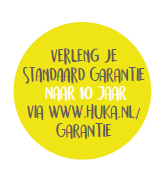 VERLENG JE
STANDAARD GARANTIE
NAAR 10 JAAR
VIA WWW.HUKA.NL/
GARANTIE